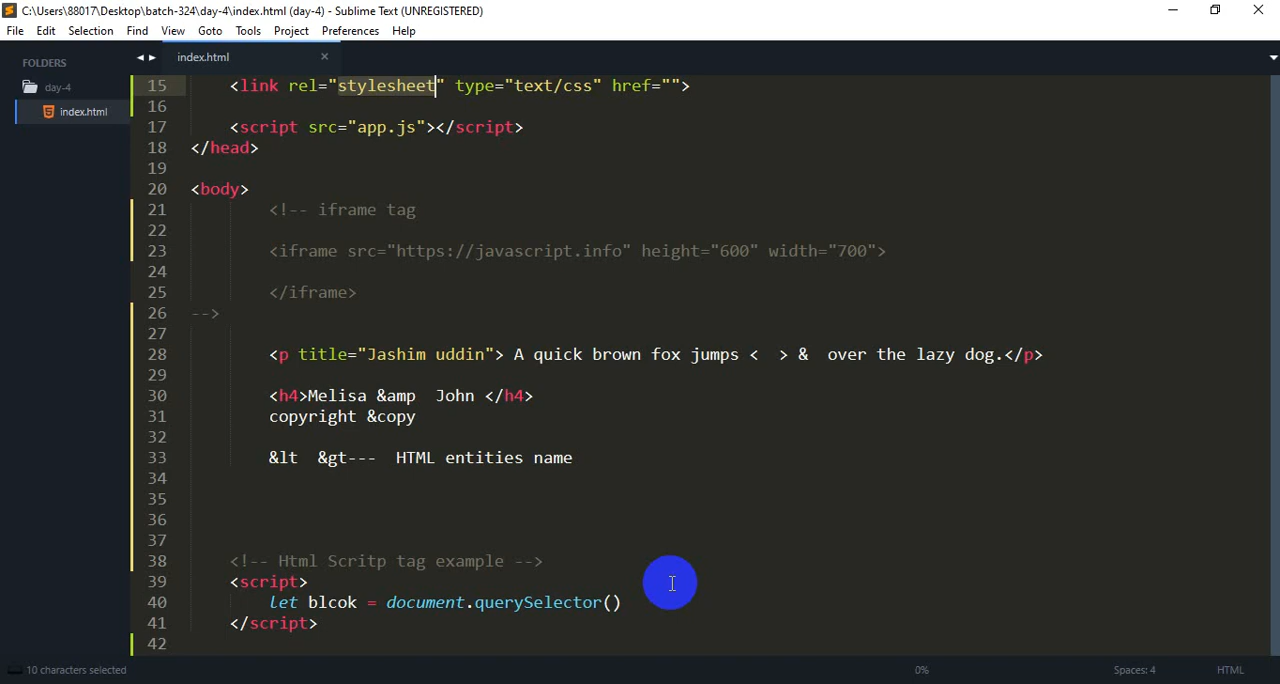 C:\Users\88017\Desktop\batch-324\day-4\index.html (day-4) - Sublime Text (UNREGISTERED)
File Edit Selection Find View Goto Tools Project Preferences Help
FOLDERS
day-4
index.html
index.html
15 <link rel="stylesheet" type="text/css" href="">
16
17 <script src="app.js"></script>
18 </head>
19
20 <body>
21 <!-- iframe tag
22
23 <iframe src="https://javascript.info" height="600" width="700">
24
25 </iframe>
26 -->
27
28 <p title="Jashim uddin"> A quick brown fox jumps <  > &  over the lazy dog.</p>
29
30 <h4>Melisa &amp  John </h4>
31 copyright &copy
32
33 &lt  &gt---  HTML entities name
34
35
36
37
38 <!-- Html Scritp tag example -->
39 <script>
40 let blcok = document.querySelector()
41 </script>
42
10 characters selected 0% Spaces: 4 HTML